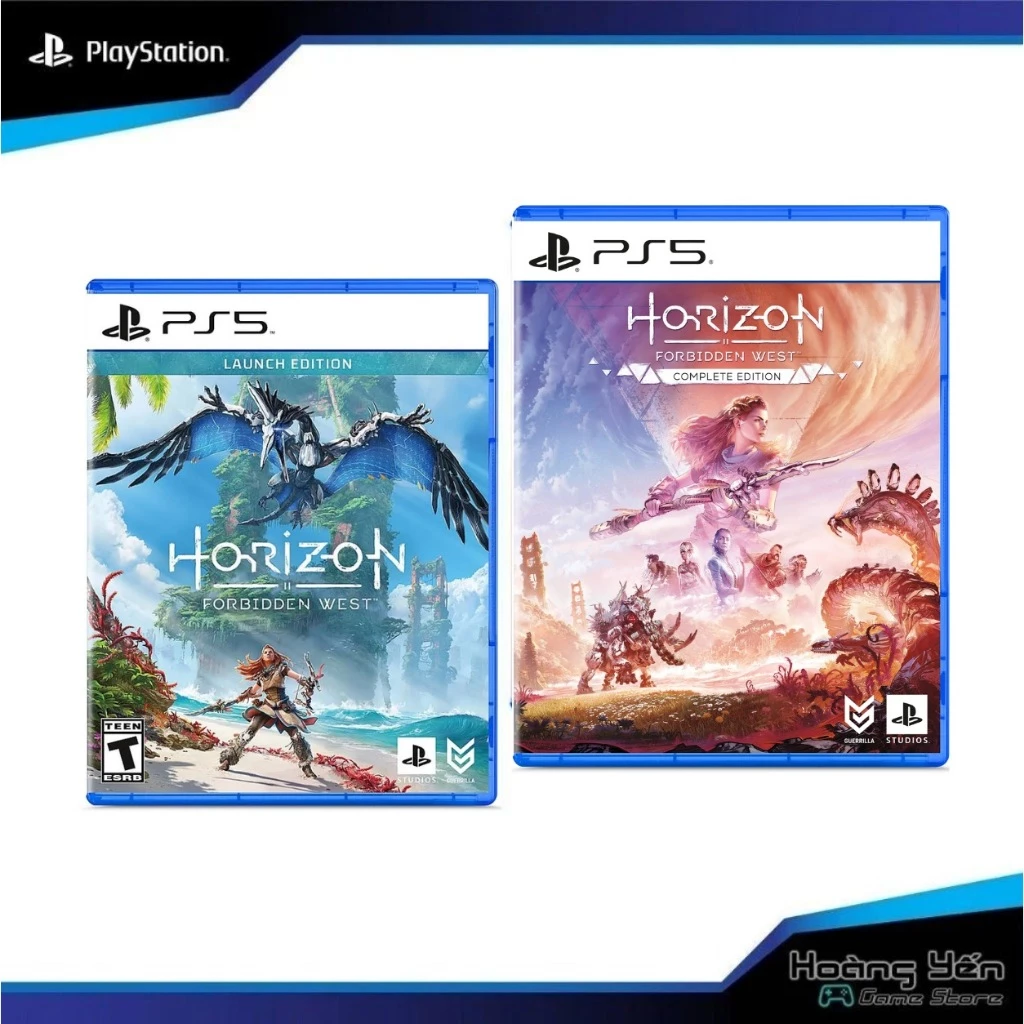 PlayStation.
PS5.
LAUNCH EDITION
HORIZON
FORBIDDEN WEST™
TEEN
T
ESRB
STUDIOS
GUERRILLA
PS5.
HORIZON
FORBIDDEN WEST
COMPLETE EDITION
GUERRILLA
STUDIOS
Hoàng Yến
Game Store